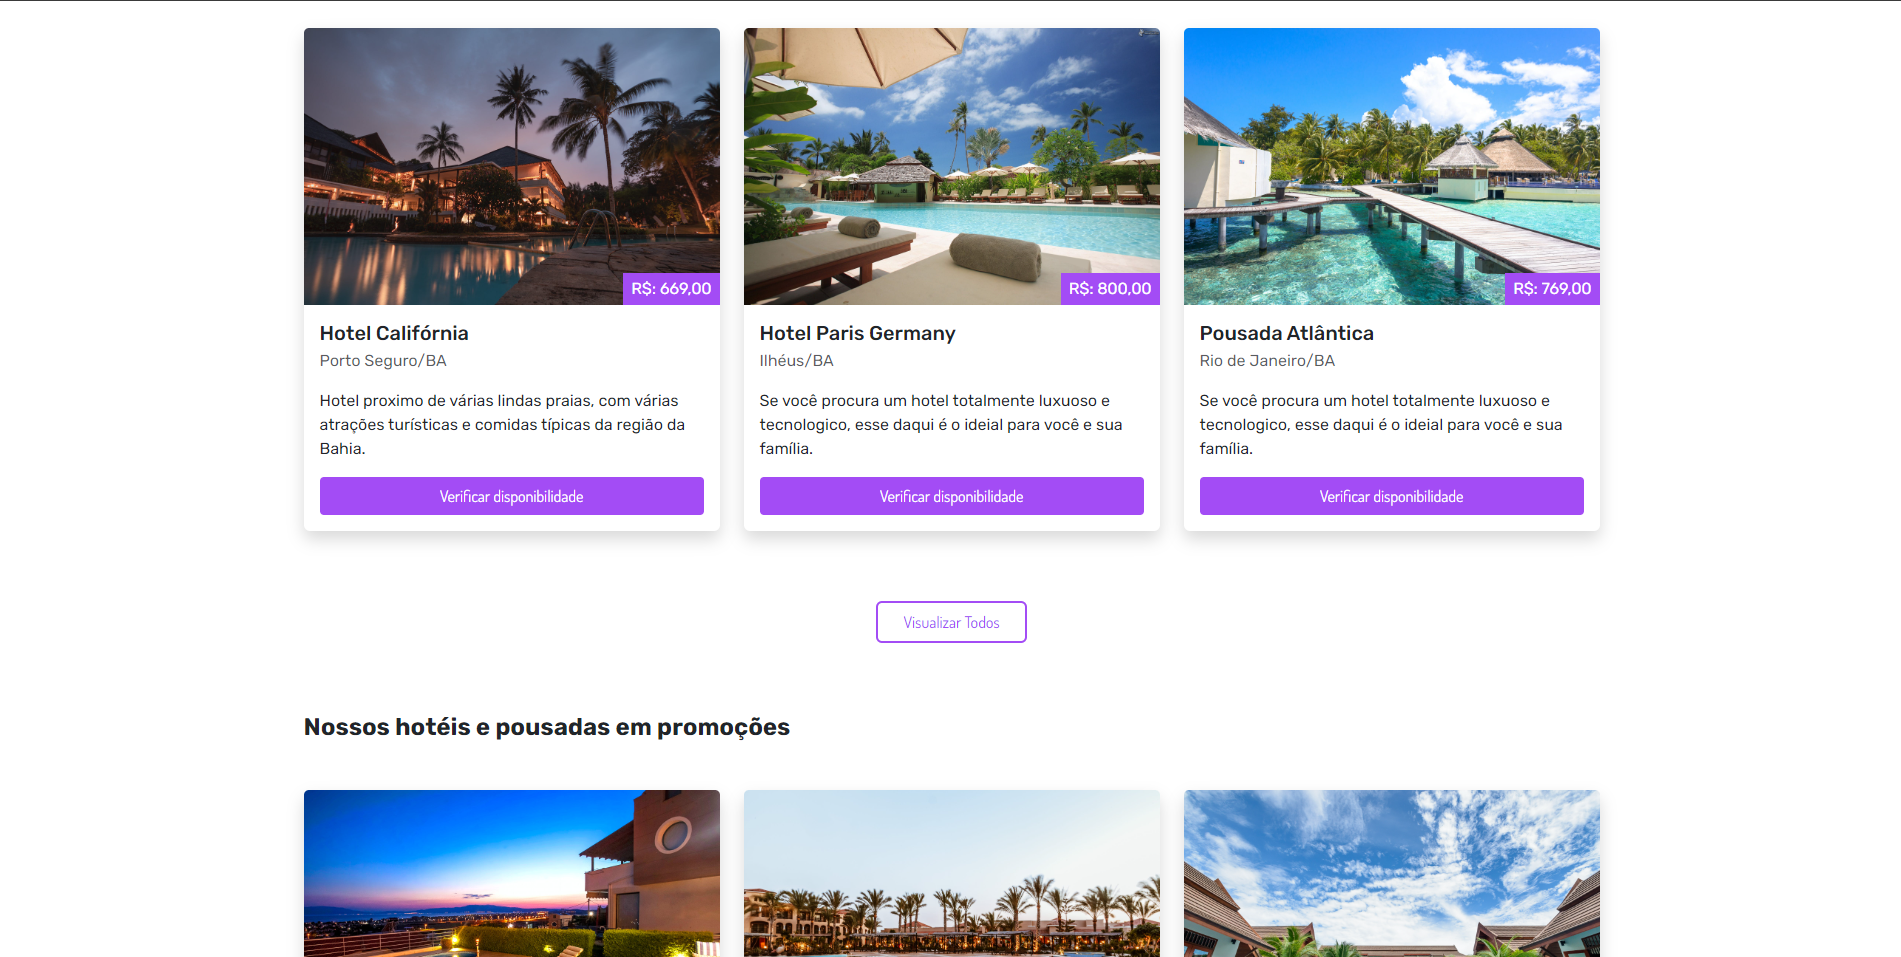 R$: 669,00
Hotel Califórnia
Porto Seguro/BA
Hotel proximo de várias lindas praias, com várias
atrações turísticas e comidas típicas da região da
Bahia.
Verificar disponibilidade
R$: 800,00
Hotel Paris Germany
Ilhéus/BA
Se você procura um hotel totalmente luxuoso e
tecnologico, esse daqui é o ideial para você e sua
família.
Verificar disponibilidade
R$: 769,00
Pousada Atlântica
Rio de Janeiro/BA
Se você procura um hotel totalmente luxuoso e
tecnologico, esse daqui é o ideial para você e sua
família.
Verificar disponibilidade
Visualizar Todos
Nossos hotéis e pousadas em promoções